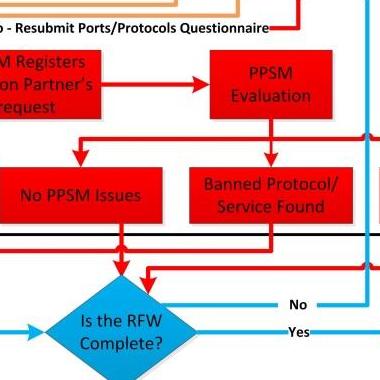 - Resubmit Ports/Protocols Questionnaire
M Registers
on Partner's
request
PPSM
Evaluation
No PPSM Issues
Banned Protocol/
Service Found
Is the RFW
Complete?
No
Yes